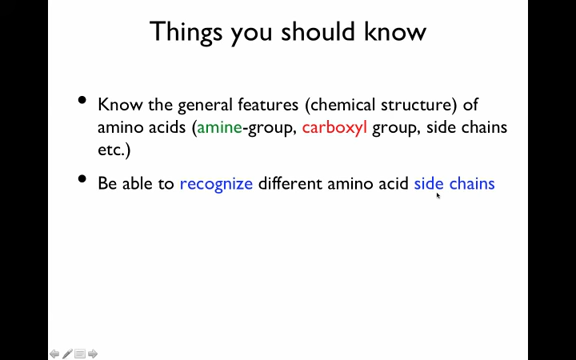 Things you should know
• Know the general features (chemical structure) of
amino acids (amine-group, carboxyl group, side chains
etc.)
• Be able to recognize different amino acid side chains